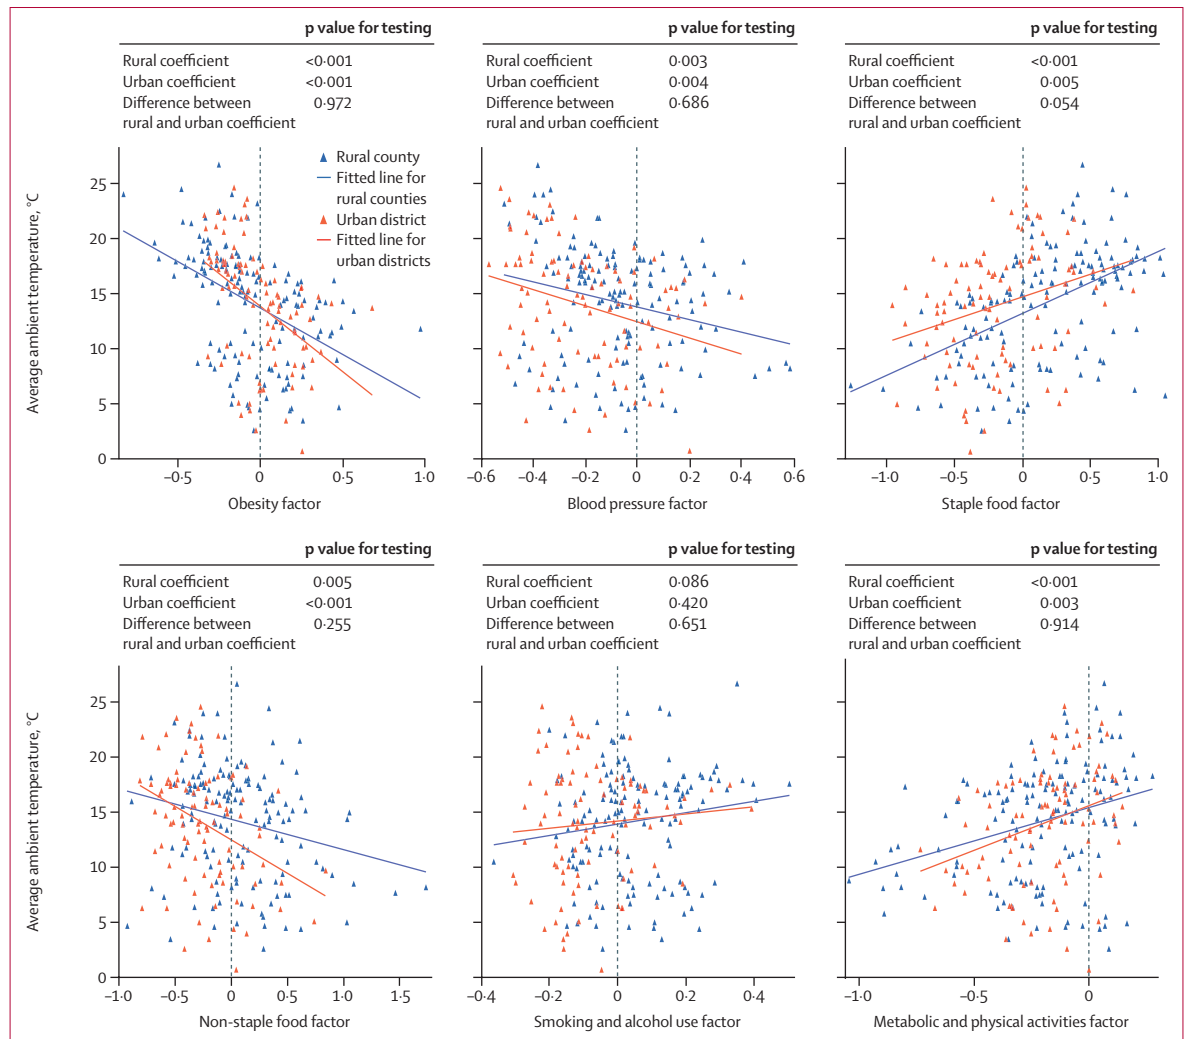 p value for testing
Rural coefficient <0·001
Urban coefficient <0·001
Difference between 0·972
rural and urban coefficient
p value for testing
Rural coefficient 0·003
Urban coefficient 0·004
Difference between 0·686
rural and urban coefficient
p value for testing
Rural coefficient <0·001
Urban coefficient 0·005
Difference between 0·054
rural and urban coefficient
Average ambient temperature, °C
25
20
15
10
5
0
Rural county
Fitted line for
rural counties
Urban district
Fitted line for
urban districts
−0·5 0 0·5 1·0
Obesity factor
−0·6 −0·4 −0·2 0 0·2 0·4 0·6
Blood pressure factor
−1·0 −0·5 0 0·5 1·0
Staple food factor
p value for testing
Rural coefficient 0·005
Urban coefficient <0·001
Difference between 0·255
rural and urban coefficient
p value for testing
Rural coefficient 0·086
Urban coefficient 0·420
Difference between 0·651
rural and urban coefficient
p value for testing
Rural coefficient <0·001
Urban coefficient 0·003
Difference between 0·914
rural and urban coefficient
Average ambient temperature, °C
25
20
15
10
5
0
−1·0 −0·5 0 0·5 1·0 1·5
Non-staple food factor
−0·4 −0·2 0 0·2 0·4
Smoking and alcohol use factor
−1·0 −0·5 0
Metabolic and physical activities factor